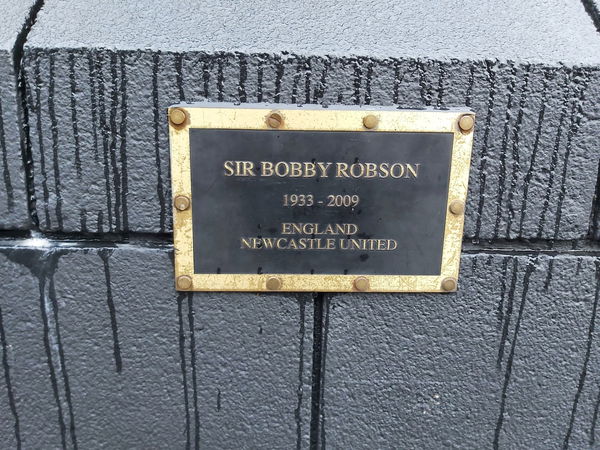 SIR BOBBY ROBSON
1933 - 2009
ENGLAND
NEWCASTLE UNITED